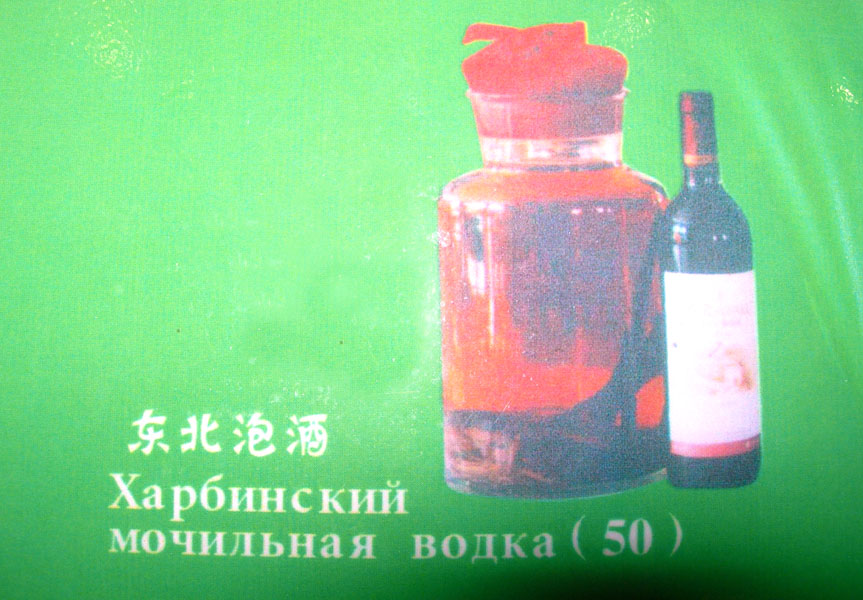 东北泡酒
Харбинский
мочильная водка (50)